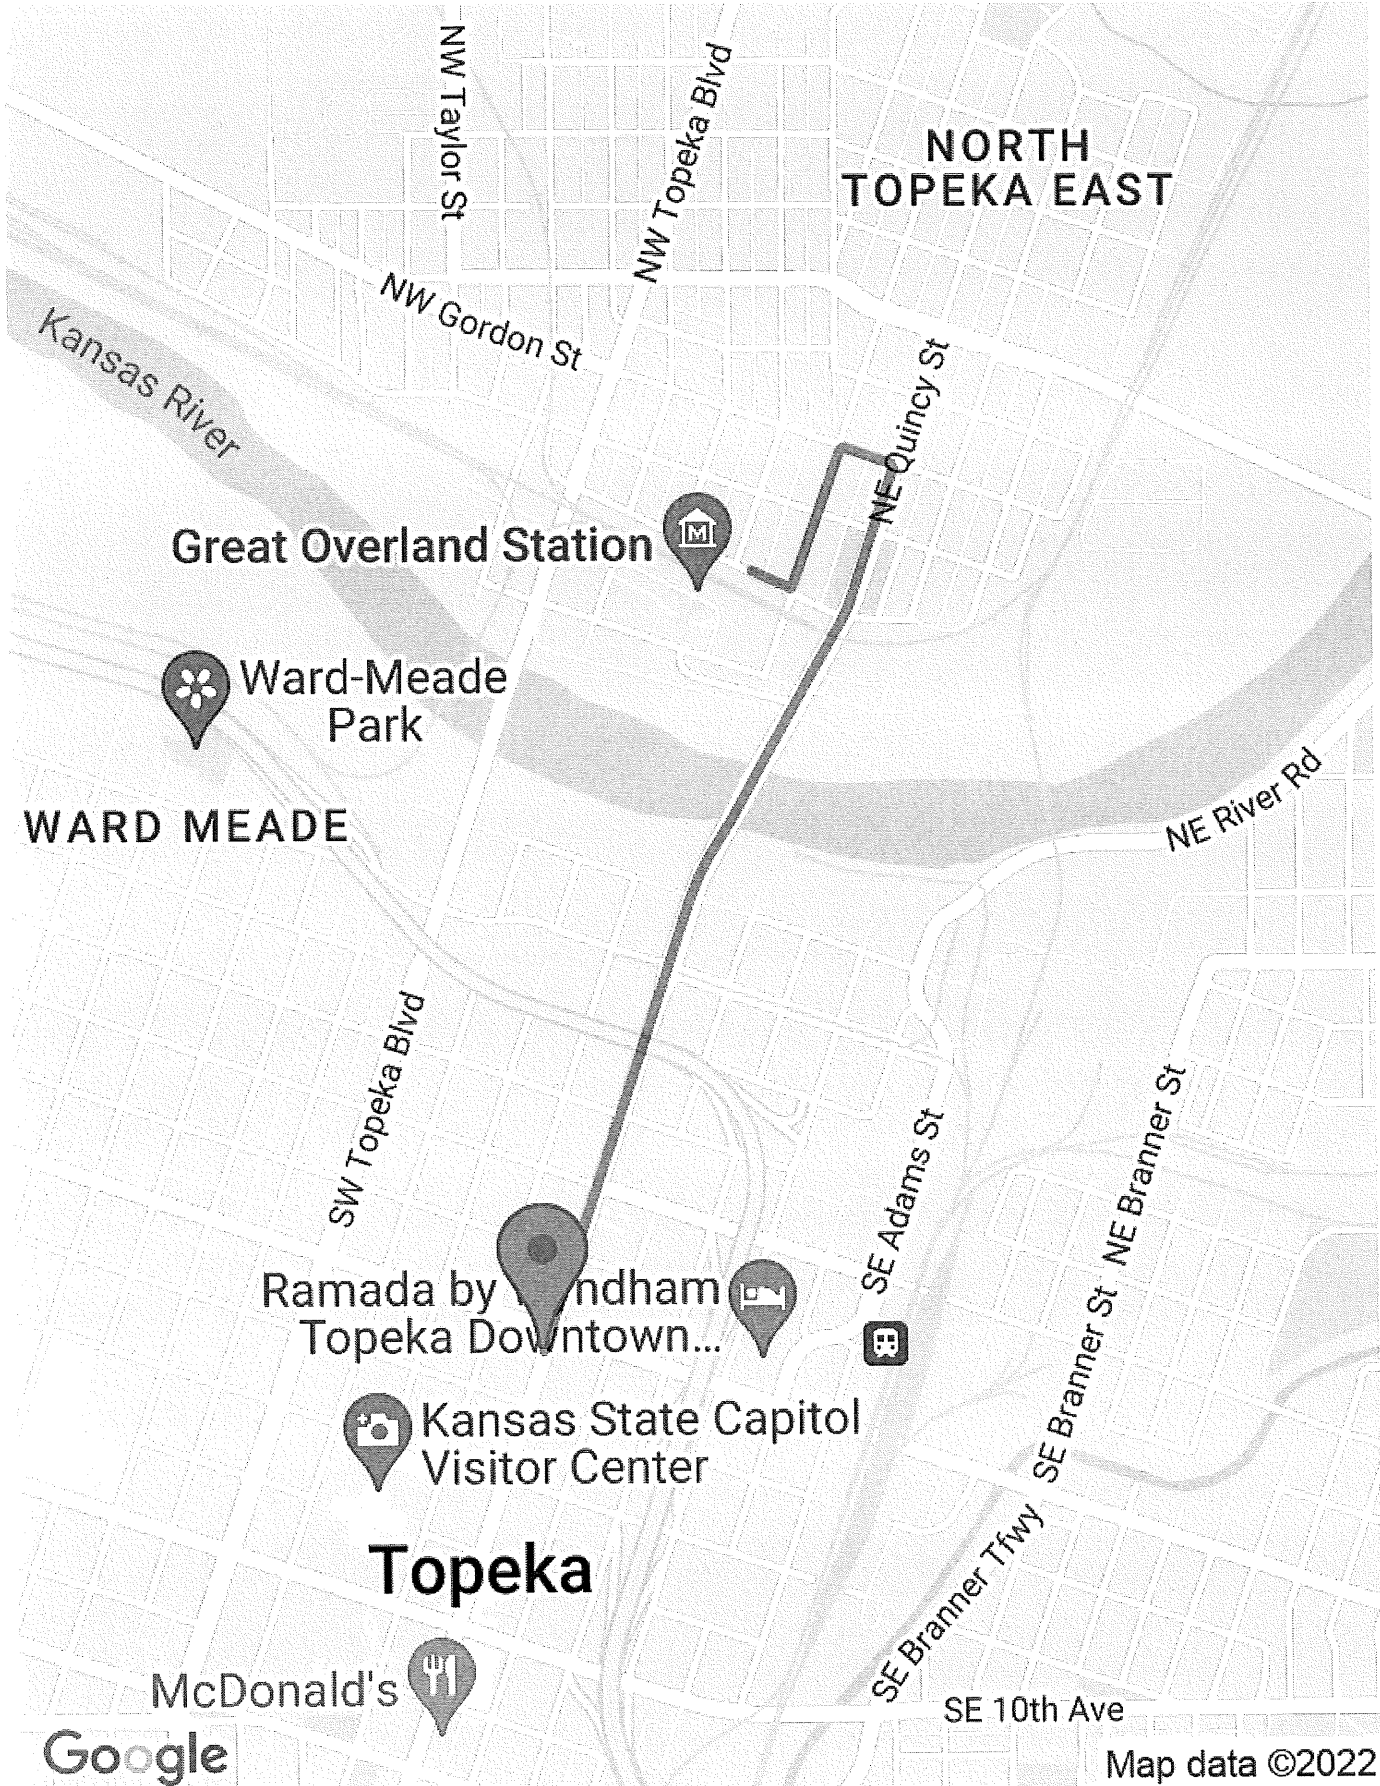 NW Taylor St
NW Topeka Blvd
NORTH
TOPEKA EAST
NW Gordon St
Kansas River
NE Quincy St
Great Overland Station
Ward-Meade
Park
WARD MEADE
NE River Rd
SW Topeka Blvd
SE Adams St
NE Branner St
Ramada by ndham
Topeka Downtown...
SE Branner St
Kansas State Capitol
Visitor Center
Topeka
SE Branner Tfwy
McDonald's
SE 10th Ave
Google
Map data ©2022